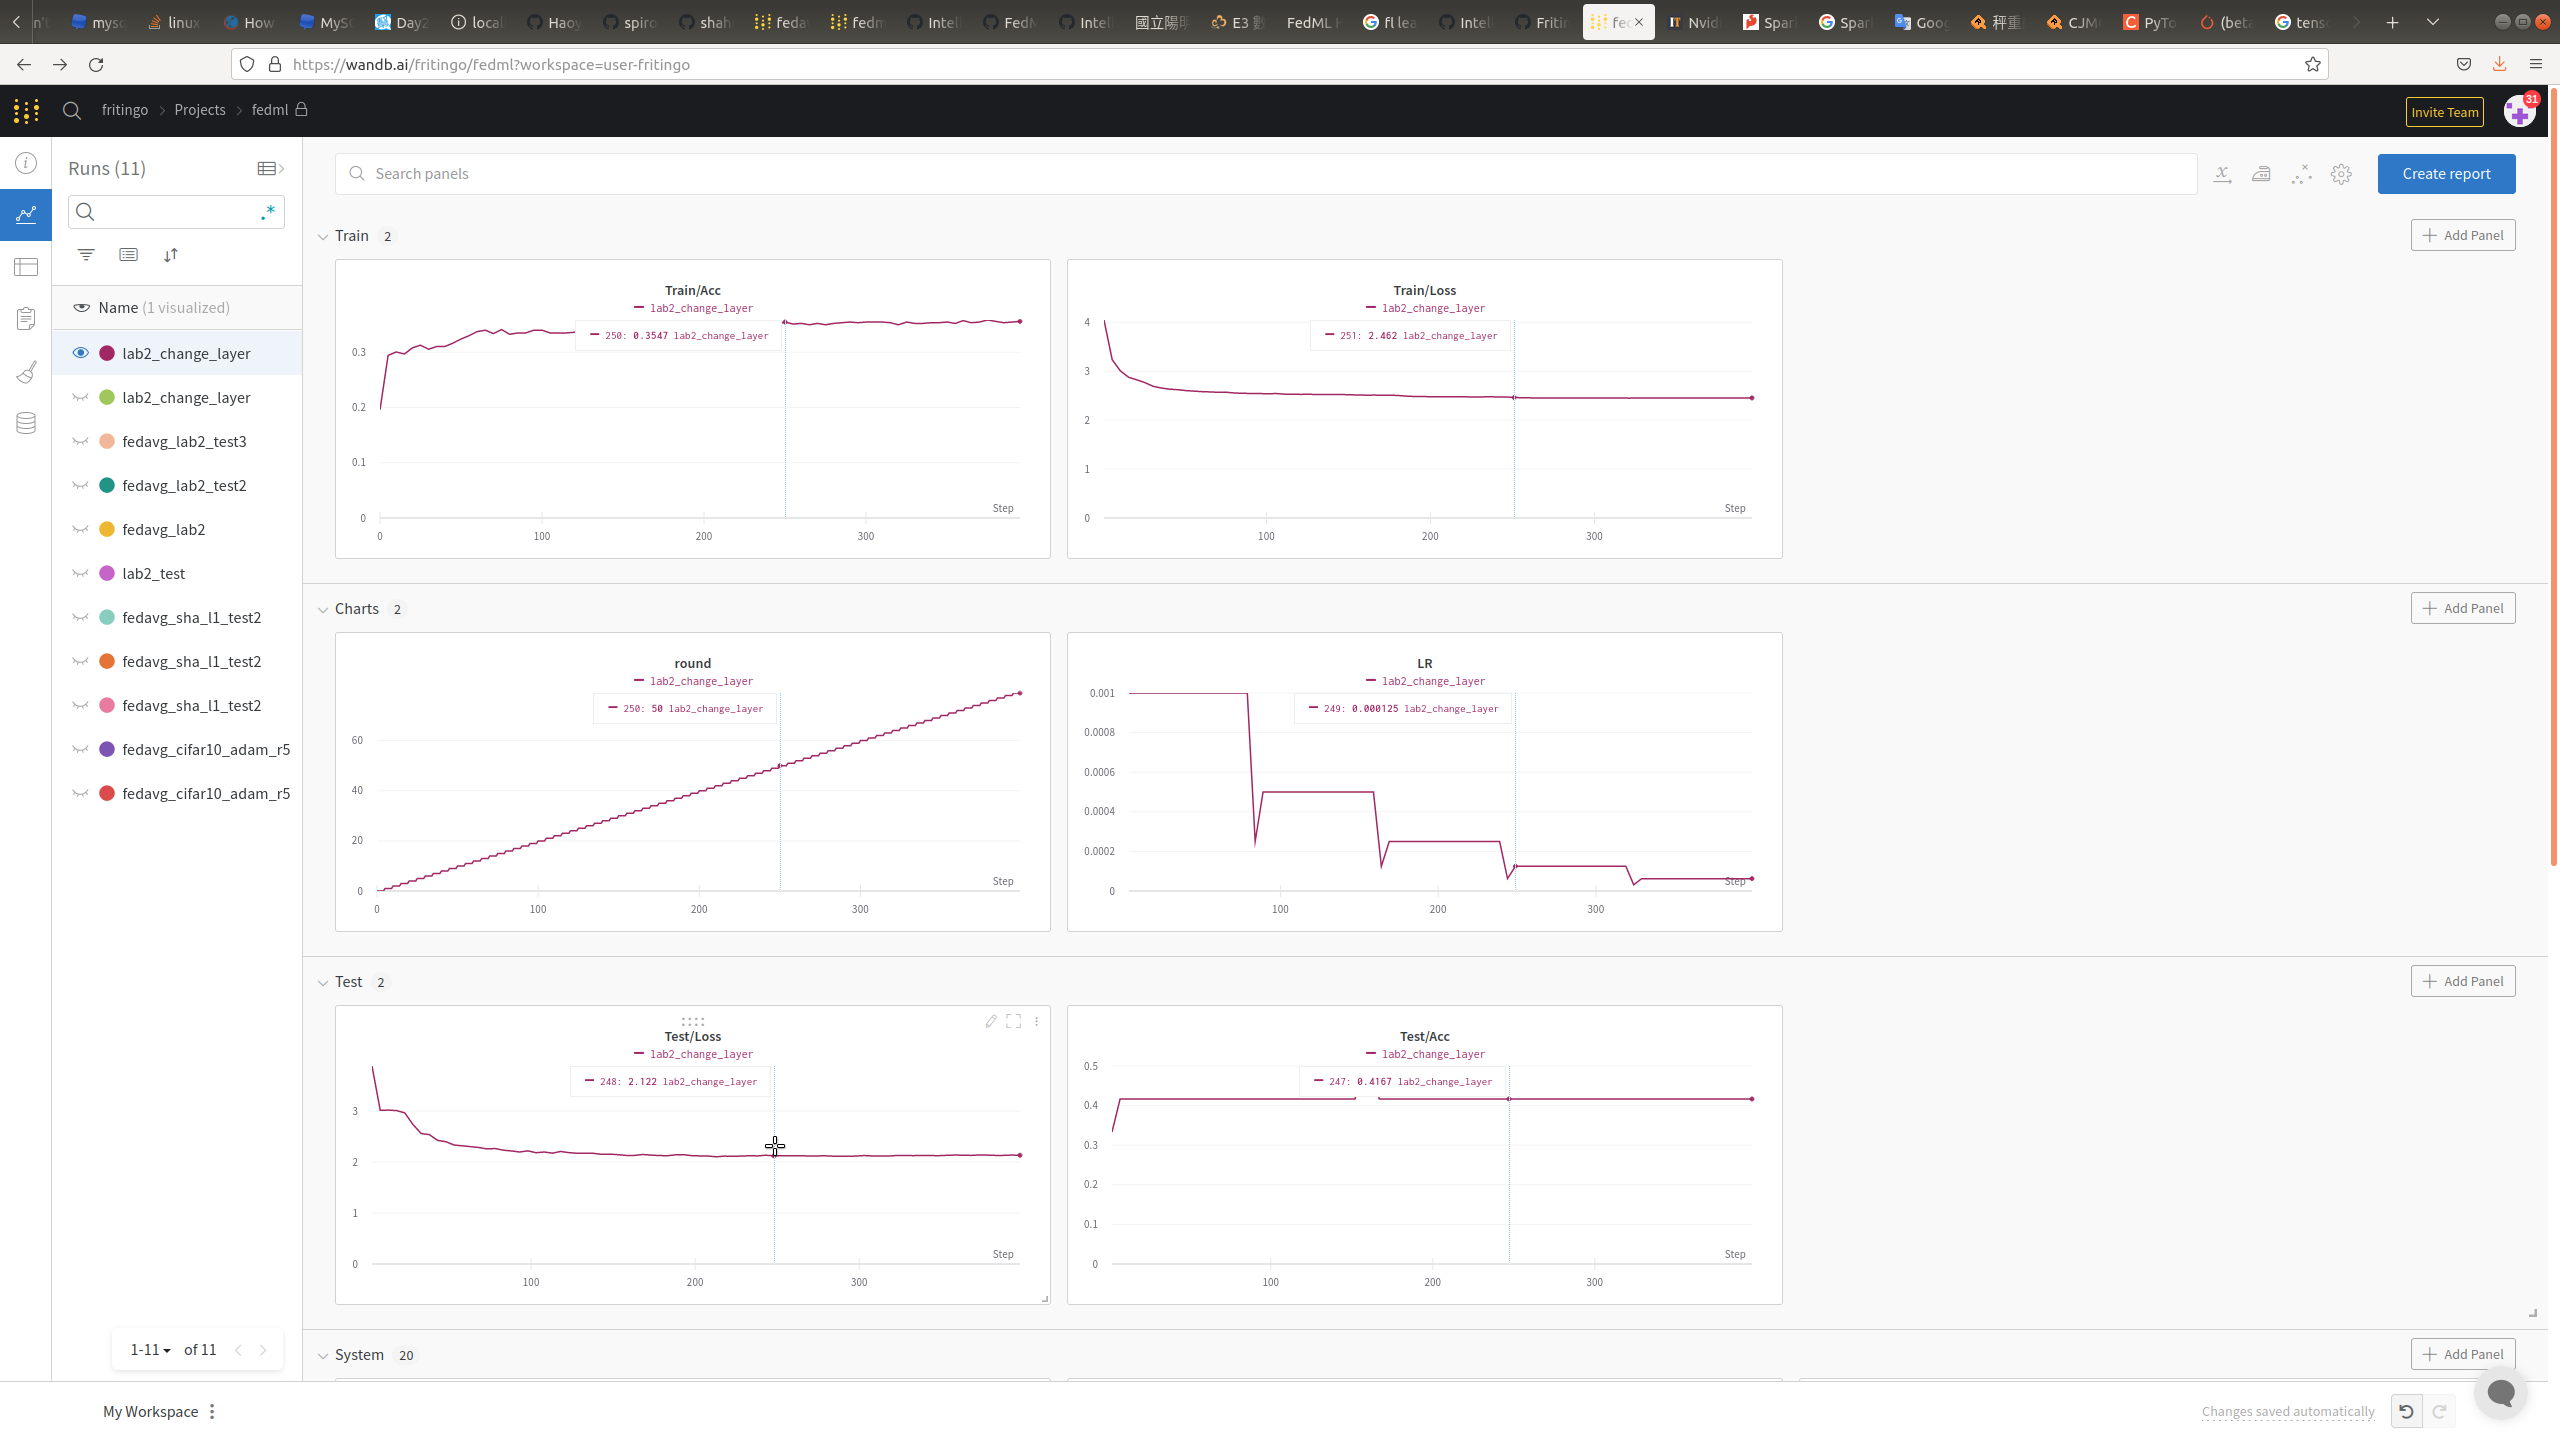 mys
linux
How
MyS
Day2
loca
Haoy
spiro
shah
feda
fedm
Intel
FedM
Intel
國立陽明
E3 數
FedML
fl lea
Intel
Fritin
fed
Nvid
Spar
Spar
Goo
秤重
CJM
PyTo
(beta
tens
https://wandb.ai/fritingo/fedml?workspace=user-fritingo
fritingo > Projects > fedml
Invite Team
31
Runs (11)
Search panels
Create report
.*
Name (1 visualized)
lab2_change_layer
lab2_change_layer
fedavg_lab2_test3
fedavg_lab2_test2
fedavg_lab2
lab2_test
fedavg_sha_l1_test2
fedavg_sha_l1_test2
fedavg_sha_l1_test2
fedavg_cifar10_adam_r5
fedavg_cifar10_adam_r5
1-11 of 11
Train 2
Add Panel
Train/Acc
lab2_change_layer
250: 0.3547 lab2_change_layer
0.3
0.2
0.1
0
Step
0 100 200 300
Train/Loss
lab2_change_layer
251: 2.462 lab2_change_layer
4
3
2
1
0
Step
100 200 300
Charts 2
Add Panel
round
lab2_change_layer
250: 50 lab2_change_layer
60
40
20
0
Step
0 100 200 300
LR
lab2_change_layer
249: 0.000125 lab2_change_layer
0.001
0.0008
0.0006
0.0004
0.0002
0
Step
100 200 300
Test 2
Add Panel
Test/Loss
lab2_change_layer
248: 2.122 lab2_change_layer
3
2
1
0
Step
100 200 300
Test/Acc
lab2_change_layer
247: 0.4167 lab2_change_layer
0.5
0.4
0.3
0.2
0.1
0
Step
100 200 300
System 20
Add Panel
My Workspace
Changes saved automatically